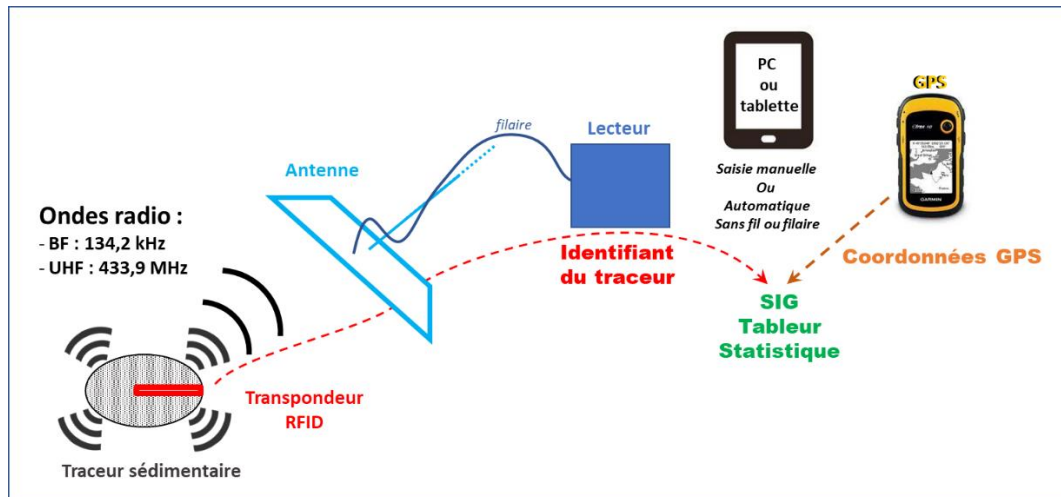 PC
ou
tablette
GPS
filaire
Lecteur
Antenne
Saisie manuelle
Ou
Automatique
Sans fil ou filaire
GARMIN
Ondes radio :
- BF : 134,2 kHz
- UHF : 433,9 MHz
Identifiant
du traceur
Coordonnées GPS
SIG
Tableur
Statistique
Transpondeur
RFID
Traceur sédimentaire